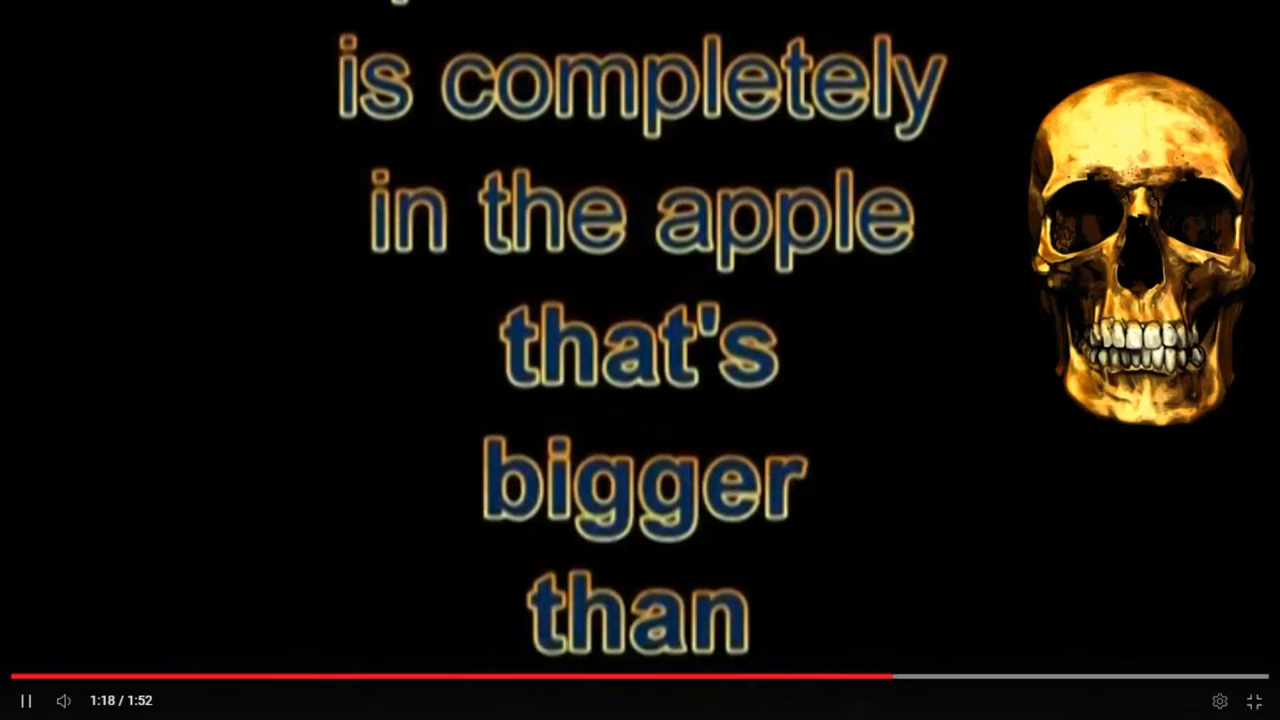 is completely
in the apple
that's
bigger
than
1:18 / 1:52